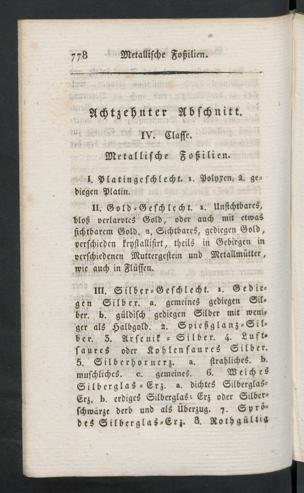 778 Metallische Foßilien.
Achtzehnter Abschnitt.
IV. Classe.
Metallische Foßilien.
I. Platingeschlecht. 1. Polyxen. 2. ge-
diegen Platin.
II. Gold-Geschlecht. 1. Unsichtbares,
bloß verlarvtes Gold, oder auch mit etwas
sichtbarem Gold. 2. Sichtbares, gediegen Gold,
verschieden krystallisirt, theils in Gebirgen in
verschiedenen Muttergestein und Metallmütter,
wie auch in Flüssen.
III. Silber-Geschlecht. 1. Gedie-
gen Silber. a. gemeines gediegen Sil-
ber. b. güldisch gediegen Silber mit weni-
ger als Halbgold. 2. Spießglanz-Sil-
ber. 3. Arsenik-Silber. 4. Luft-
saures oder Kohlensaures Silber.
5. Silberhornerz. a. strahliches. b.
muschliches. c. gemeines. 6. Weiches
Silberglas-Erz. a. dichtes Silberglas-
Erz. b. erdiges Silberglas-Erz oder Silber-
schwärze derb und als Überzug. 7. Sprö-
des Silberglas-Erz. 8. Rothgültig